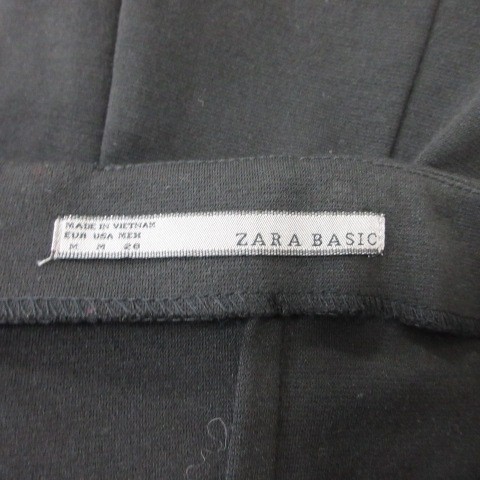 MADE IN VIETNAM
EUR USA MEX
M M 28
ZARA BASIC